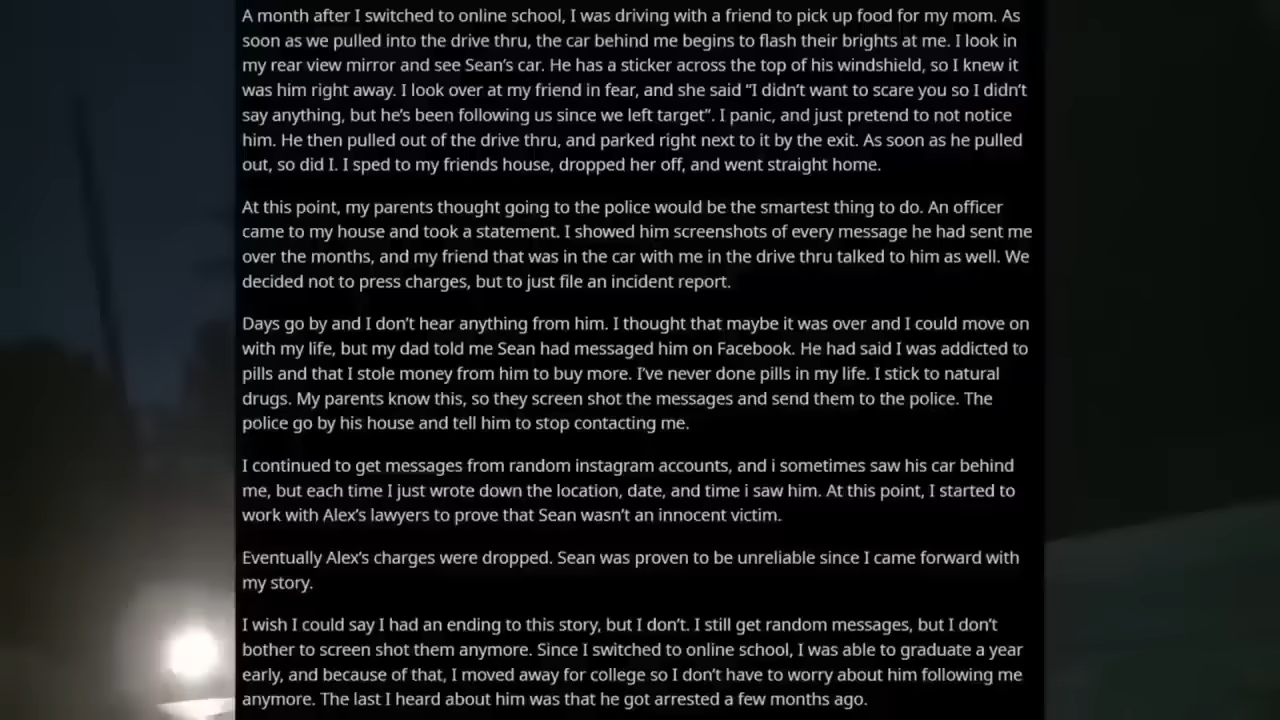 A month after I switched to online school, I was driving with a friend to pick up food for my mom. As
soon as we pulled into the drive thru, the car behind me begins to flash their brights at me. I look in
my rear view mirror and see Sean’s car. He has a sticker across the top of his windshield, so I knew it
was him right away. I look over at my friend in fear, and she said “I didn’t want to scare you so I didn’t
say anything, but he’s been following us since we left target”. I panic, and just pretend to not notice
him. He then pulled out of the drive thru, and parked right next to it by the exit. As soon as he pulled
out, so did I. I sped to my friends house, dropped her off, and went straight home.
At this point, my parents thought going to the police would be the smartest thing to do. An officer
came to my house and took a statement. I showed him screenshots of every message he had sent me
over the months, and my friend that was in the car with me in the drive thru talked to him as well. We
decided not to press charges, but to just file an incident report.
Days go by and I don’t hear anything from him. I thought that maybe it was over and I could move on
with my life, but my dad told me Sean had messaged him on Facebook. He had said I was addicted to
pills and that I stole money from him to buy more. I’ve never done pills in my life. I stick to natural
drugs. My parents know this, so they screen shot the messages and send them to the police. The
police go by his house and tell him to stop contacting me.
I continued to get messages from random instagram accounts, and i sometimes saw his car behind
me, but each time I just wrote down the location, date, and time i saw him. At this point, I started to
work with Alex’s lawyers to prove that Sean wasn’t an innocent victim.
Eventually Alex’s charges were dropped. Sean was proven to be unreliable since I came forward with
my story.
I wish I could say I had an ending to this story, but I don’t. I still get random messages, but I don’t
bother to screen shot them anymore. Since I switched to online school, I was able to graduate a year
early, and because of that, I moved away for college so I don’t have to worry about him following me
anymore. The last I heard about him was that he got arrested a few months ago.